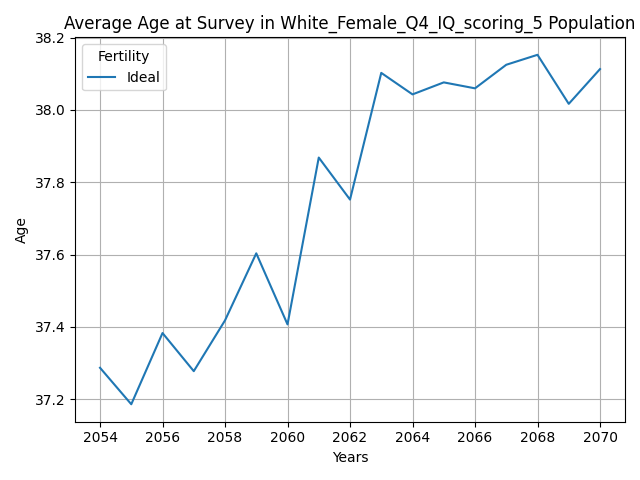 Average Age at Survey in White_Female_Q4_IQ_scoring_5 Population
38.2
38.0
37.8
37.6
37.4
37.2
Age
Fertility
Ideal
2054 2056 2058 2060 2062 2064 2066 2068 2070
Years